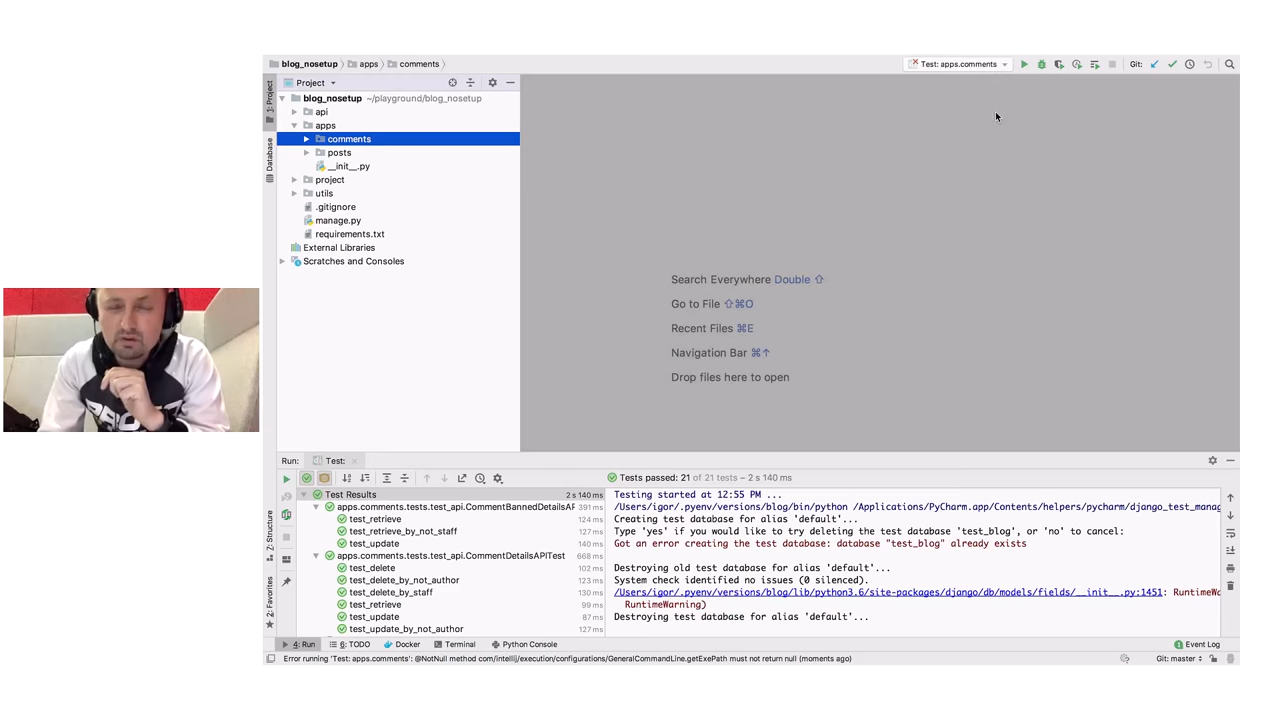 blog_nosetup
apps
comments
Test: apps.comments
Git:
1: Project
Database
Project
blog_nosetup ~/playground/blog_nosetup
api
apps
comments
posts
__init__.py
project
utils
.gitignore
manage.py
requirements.txt
External Libraries
Scratches and Consoles
Search Everywhere Double ⇧
Go to File ⇧⌘O
Recent Files ⌘E
Navigation Bar ⌘↑
Drop files here to open
Run: Test:
Tests passed: 21 of 21 tests – 2 s 140 ms
Z: Structure
2: Favorites
Test Results 2 s 140 ms
apps.comments.tests.test_api.CommentBannedDetailsAP 391 ms
test_retrieve 124 ms
test_retrieve_by_not_staff 127 ms
test_update 140 ms
apps.comments.tests.test_api.CommentDetailsAPITest 668 ms
test_delete 102 ms
test_delete_by_not_author 123 ms
test_delete_by_staff 130 ms
test_retrieve 99 ms
test_update 87 ms
test_update_by_not_author 127 ms
Testing started at 12:55 PM ...
/Users/igor/.pyenv/versions/blog/bin/python /Applications/PyCharm.app/Contents/helpers/pycharm/django_test_manag
Creating test database for alias 'default'...
Type 'yes' if you would like to try deleting the test database 'test_blog', or 'no' to cancel:
Got an error creating the test database: database "test_blog" already exists
Destroying old test database for alias 'default'...
System check identified no issues (0 silenced).
/Users/igor/.pyenv/versions/blog/lib/python3.6/site-packages/django/db/models/fields/__init__.py:1451: RuntimeWa
RuntimeWarning)
Destroying test database for alias 'default'...
4: Run
6: TODO
Docker
Terminal
Python Console
Event Log
Error running 'Test: apps.comments': @NotNull method com/intellij/execution/configurations/GeneralCommandLine.getExePath must not return null (moments ago)
Git: master